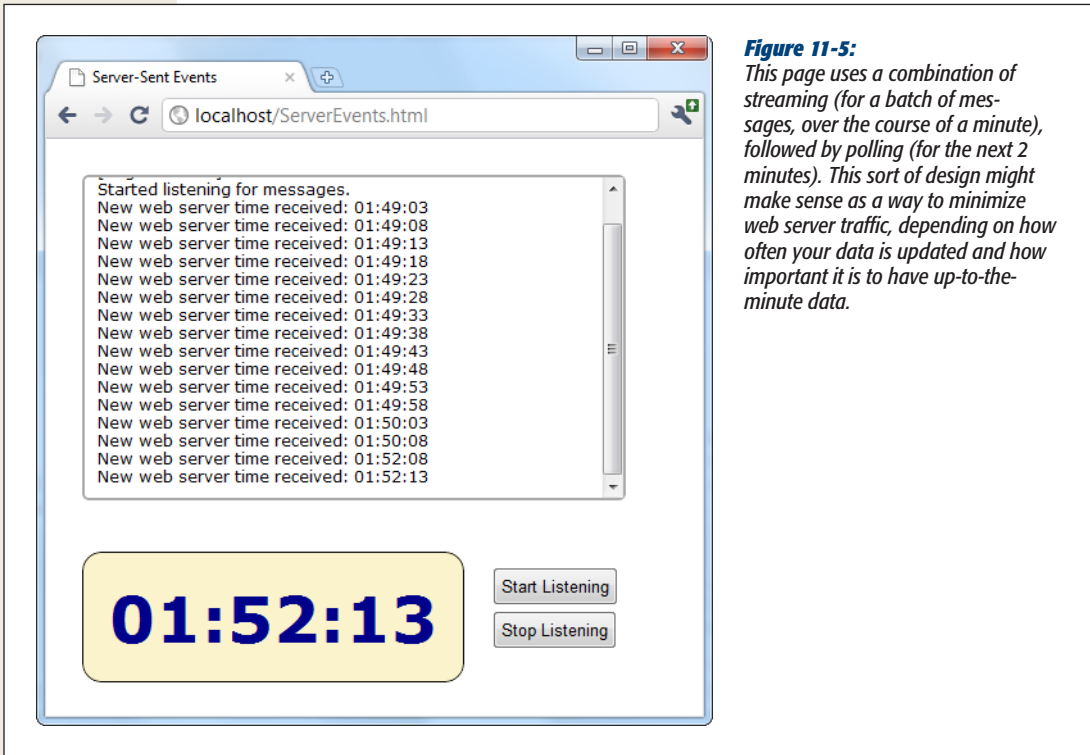 Server-Sent Events
localhost/ServerEvents.html
Started listening for messages.
New web server time received: 01:49:03
New web server time received: 01:49:08
New web server time received: 01:49:13
New web server time received: 01:49:18
New web server time received: 01:49:23
New web server time received: 01:49:28
New web server time received: 01:49:33
New web server time received: 01:49:38
New web server time received: 01:49:43
New web server time received: 01:49:48
New web server time received: 01:49:53
New web server time received: 01:49:58
New web server time received: 01:50:03
New web server time received: 01:50:08
New web server time received: 01:52:08
New web server time received: 01:52:13
01:52:13
Start Listening
Stop Listening
Figure 11-5:
This page uses a combination of
streaming (for a batch of mes-
sages, over the course of a minute),
followed by polling (for the next 2
minutes). This sort of design might
make sense as a way to minimize
web server traffic, depending on how
often your data is updated and how
important it is to have up-to-the-
minute data.